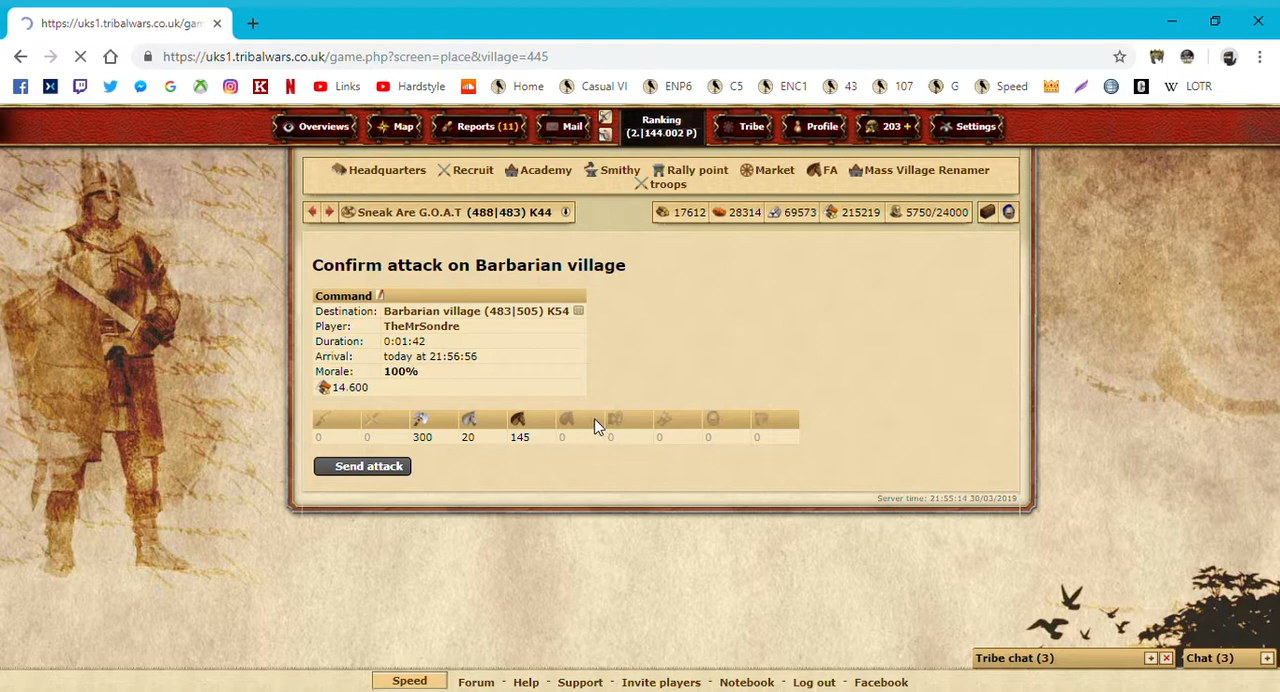 https://uks1.tribalwars.co.uk/gam
https://uks1.tribalwars.co.uk/game.php?screen=place&village=445
Links Hardstyle Home Casual VI ENP6 C5 ENC1 43 107 G Speed LOTR
Overviews Map Reports (11) Mail Ranking Tribe Profile 203 + Settings
(2.|144.002 P)
Headquarters Recruit Academy Smithy Rally point Market FA Mass Village Renamer
troops
Sneak Are G.O.A.T (488|483) K44 17612 28314 69573 215219 5750/24000
Confirm attack on Barbarian village
Command
Destination: Barbarian village (483|505) K54
Player: TheMrSondre
Duration: 0:01:42
Arrival: today at 21:56:56
Morale: 100%
14.600
0 0 300 20 145 0 0 0 0 0
Send attack
Server time: 21:55:14 30/03/2019
Tribe chat (3) Chat (3)
Speed Forum - Help - Support - Invite players - Notebook - Log out - Facebook